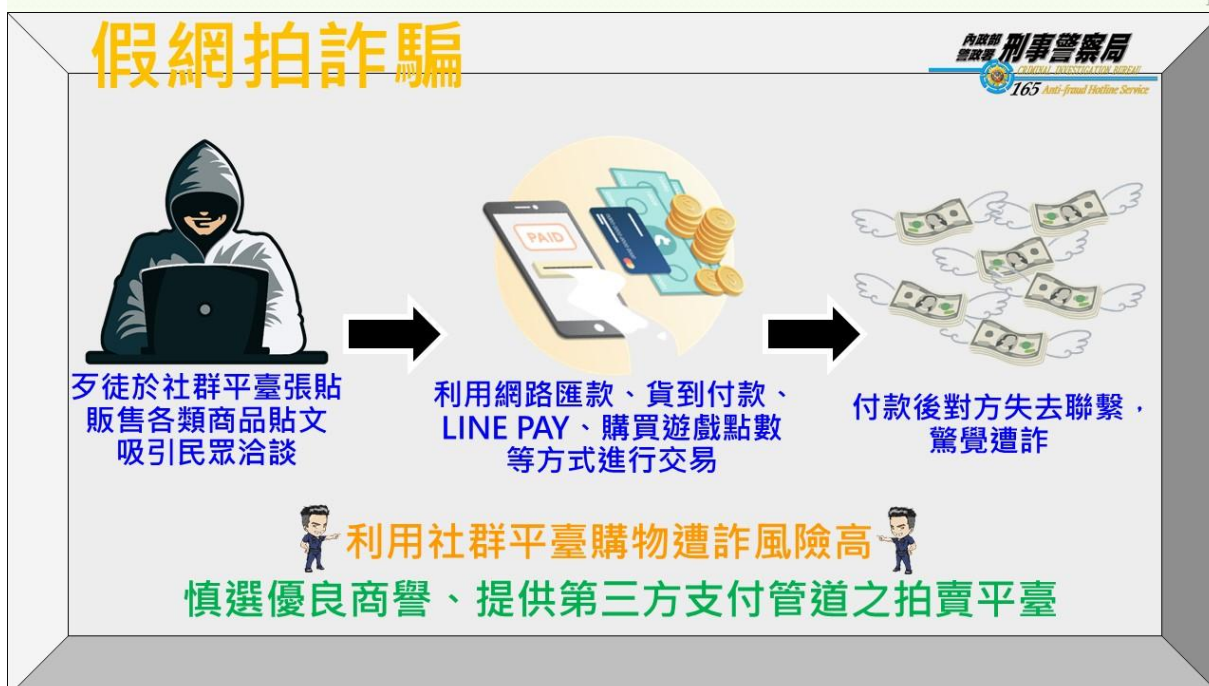 假網拍詐騙
內政部
警政署
刑事警察局
CRIMINAL INVESTIGATION BUREAU
165 Anti-fraud Hotline Service
PAID
歹徒於社群平臺張貼
販售各類商品貼文
吸引民眾洽談
利用網路匯款、貨到付款、
LINE PAY、購買遊戲點數
等方式進行交易
付款後對方失去聯繫，
驚覺遭詐
利用社群平臺購物遭詐風險高
慎選優良商譽、提供第三方支付管道之拍賣平臺